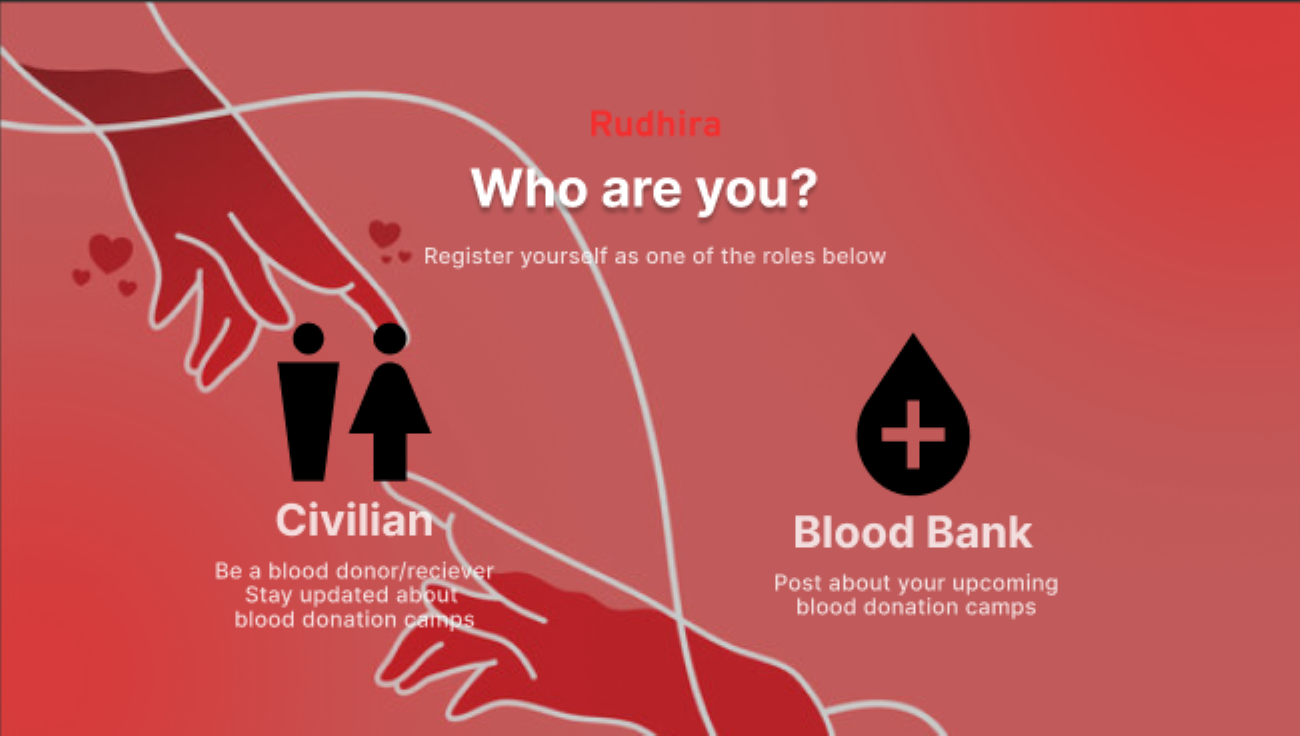 Rudhira
Who are you?
Register yourself as one of the roles below
Civilian
Be a blood donor/reciever
Stay updated about
blood donation camps
Blood Bank
Post about your upcoming
blood donation camps